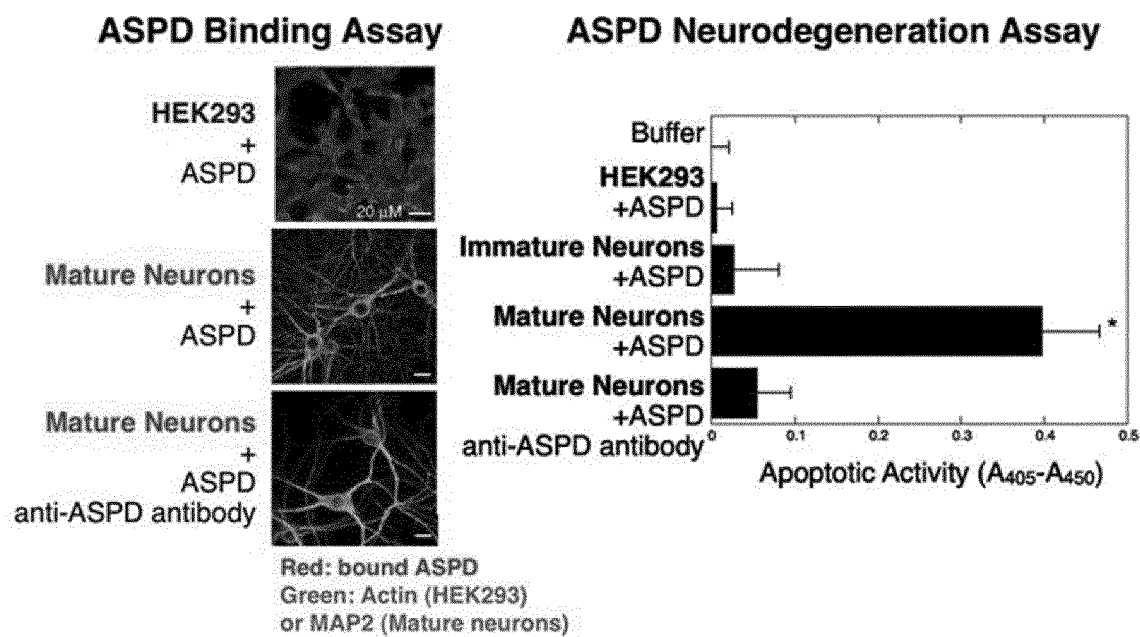 ASPD Binding Assay
HEK293
+
ASPD
20 µM
Mature Neurons
+
ASPD
Mature Neurons
+
ASPD
anti-ASPD antibody
Red: bound ASPD
Green: Actin (HEK293)
or MAP2 (Mature neurons)
ASPD Neurodegeneration Assay
Buffer
HEK293
+ASPD
Immature Neurons
+ASPD
Mature Neurons
+ASPD
*
Mature Neurons
+ASPD
anti-ASPD antibody
0 0.1 0.2 0.3 0.4 0.5
Apoptotic Activity (A405-A450)